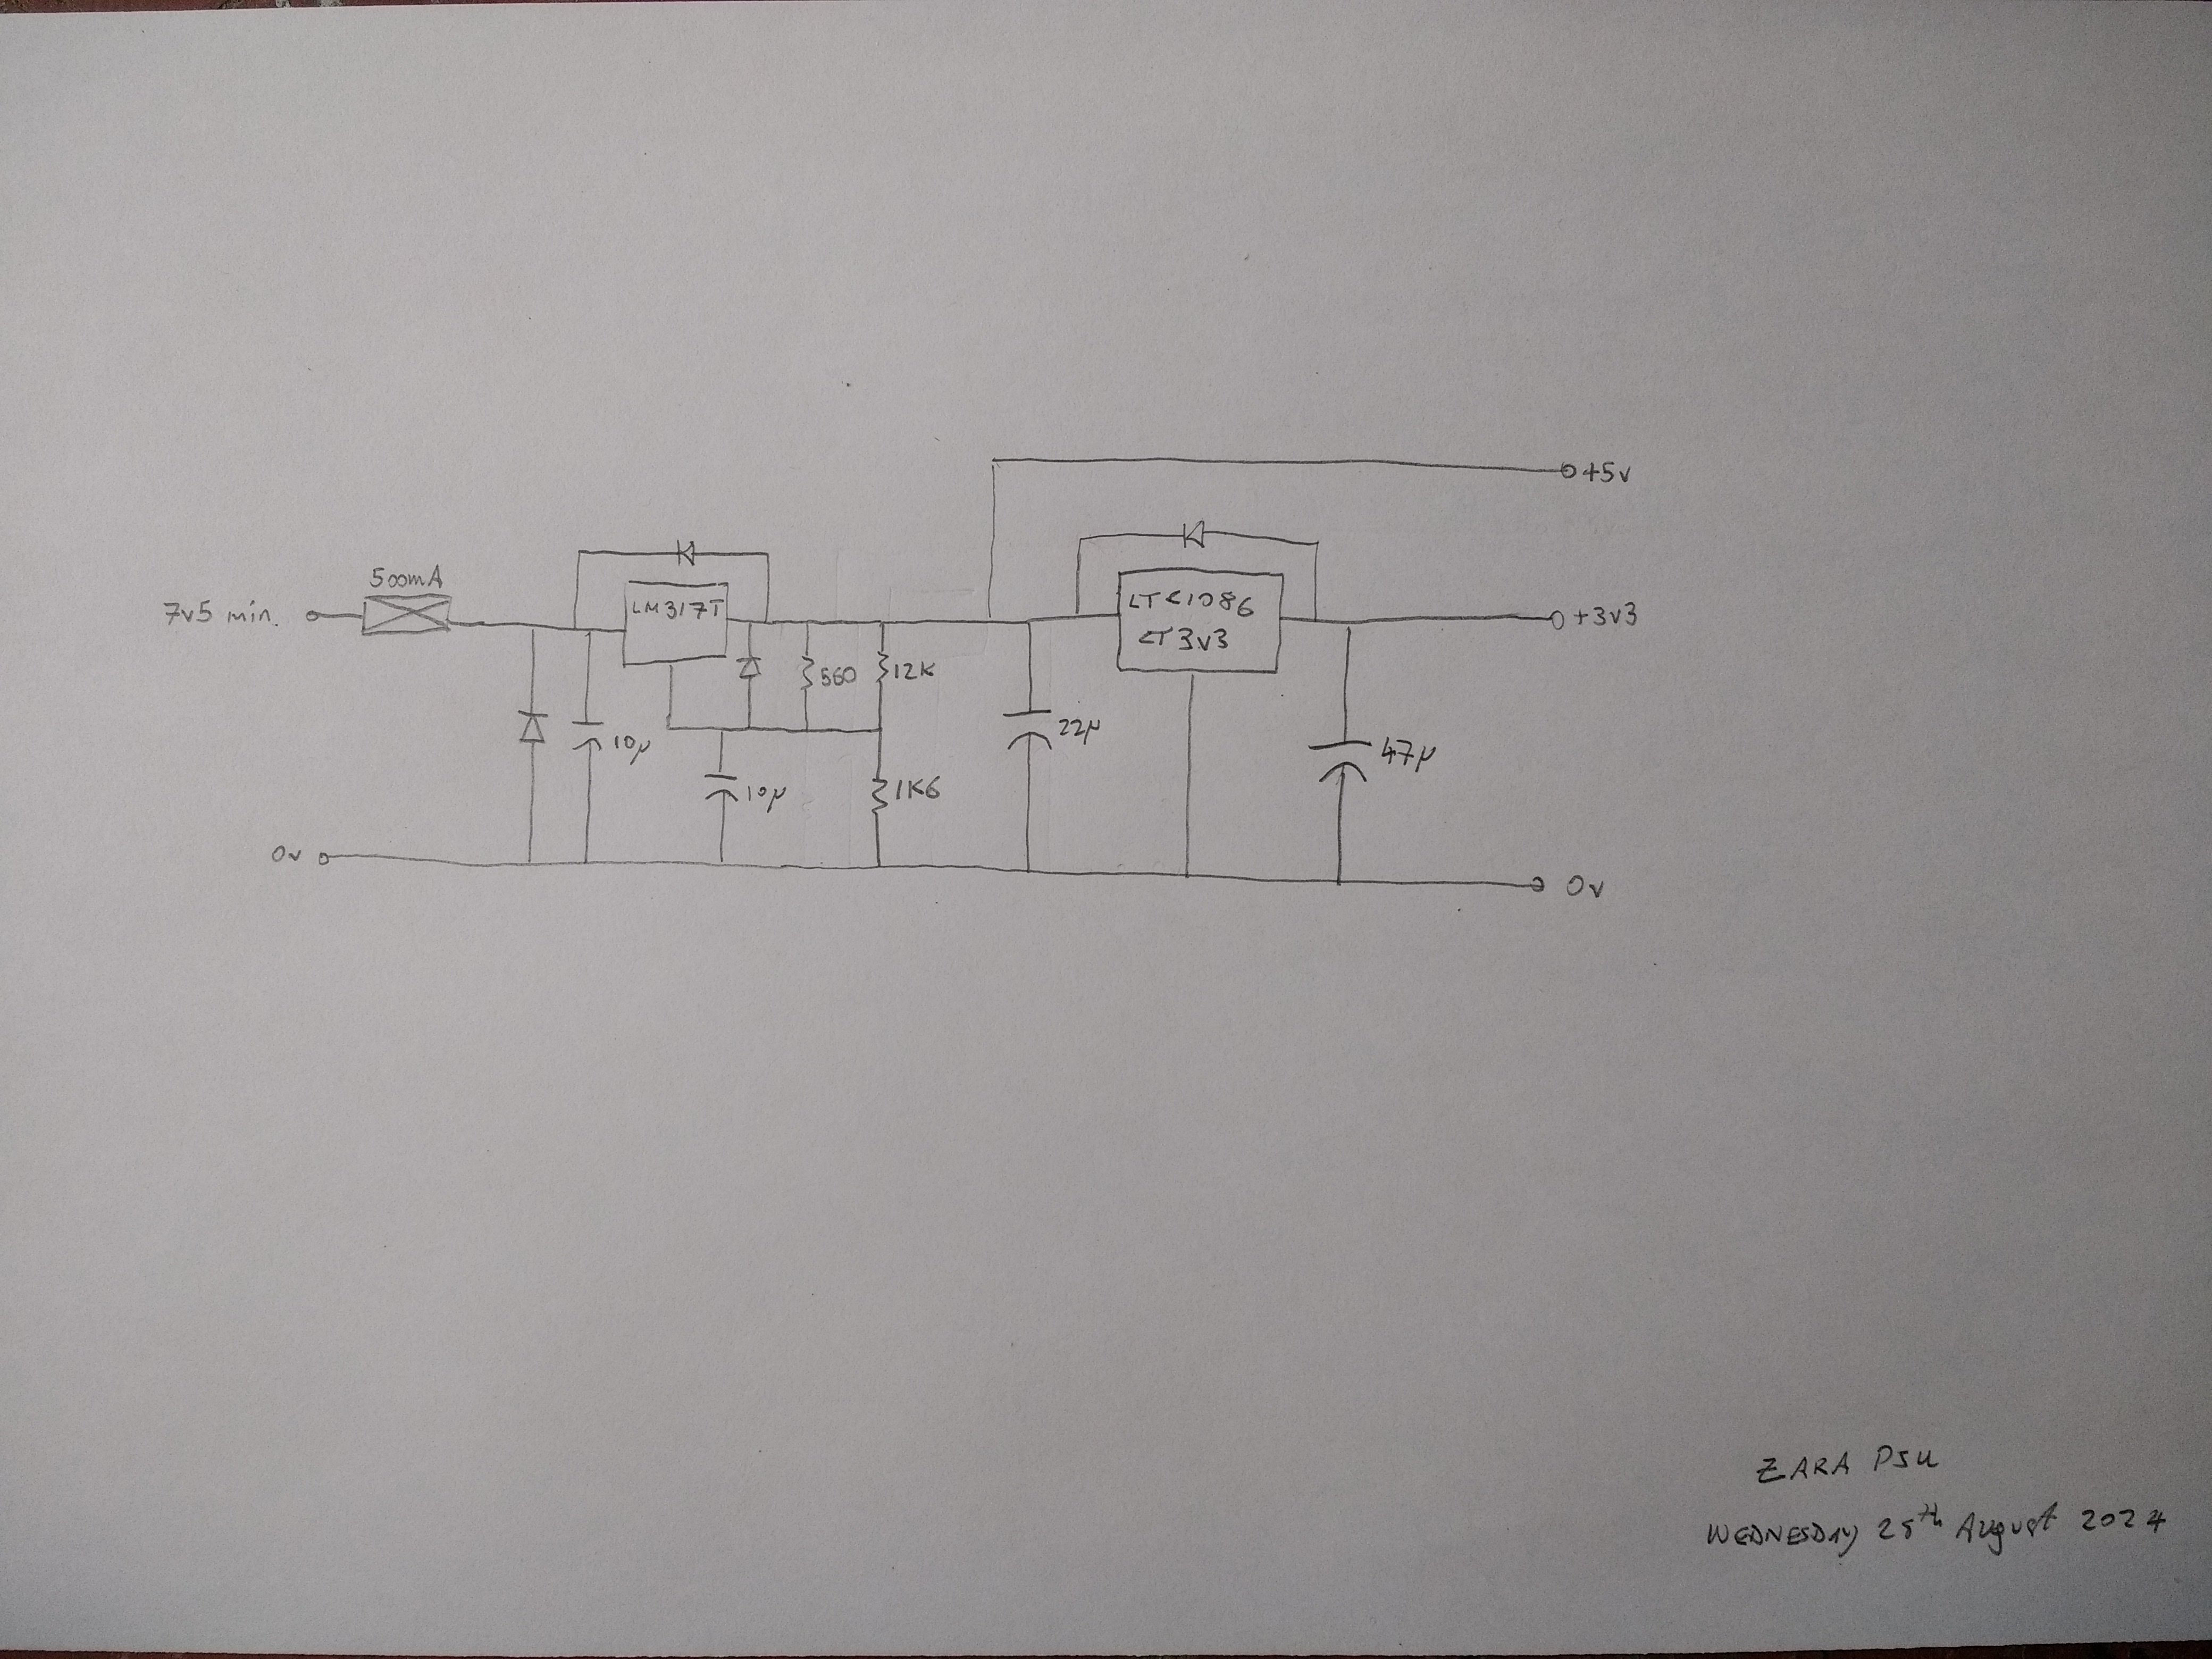 +5v
500mA
7v5 min.
LM317T
LTC1086
CT3V3
+3v3
560
12K
10μ
22μ
47μ
10μ
1K6
0v
0v
ZARA PSU
WEDNESDAY 28th August 2024